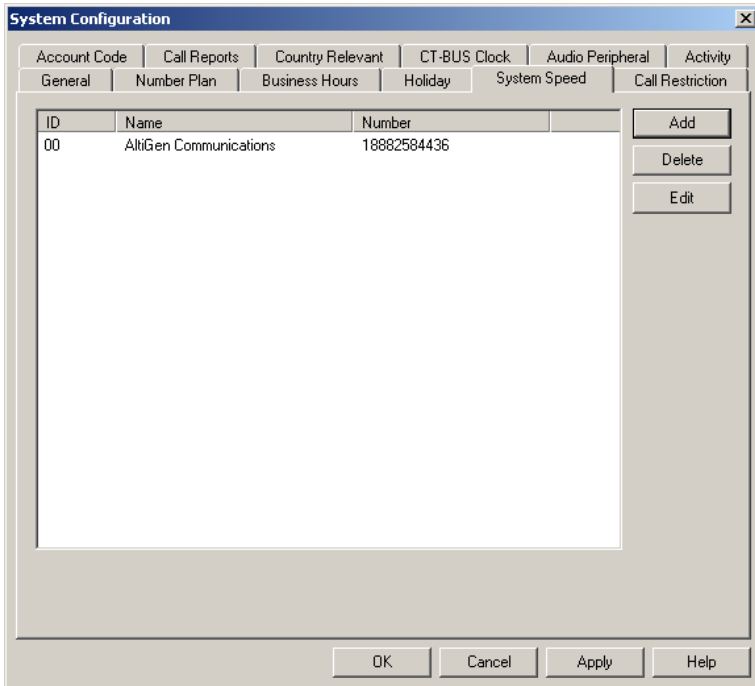 System Configuration
Account Code Call Reports Country Relevant CT-BUS Clock Audio Peripheral Activity
General Number Plan Business Hours Holiday System Speed Call Restriction
ID Name Number
00 AltiGen Communications 18882584436
Add
Delete
Edit
OK Cancel Apply Help